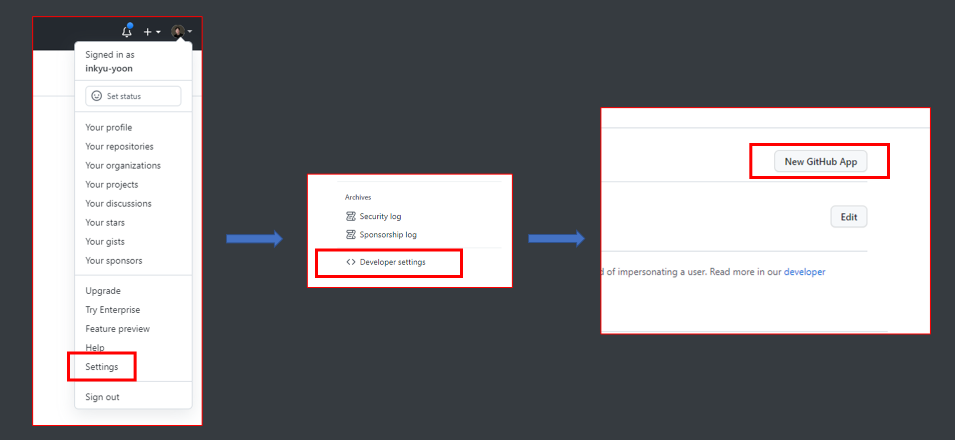 Signed in as
inkyu-yoon
Set status
Your profile
Your repositories
Your organizations
Your projects
Your discussions
Your stars
Your gists
Your sponsors
Upgrade
Try Enterprise
Feature preview
Help
Settings
Sign out
Archives
Security log
Sponsorship log
Developer settings
New GitHub App
Edit
d of impersonating a user. Read more in our developer